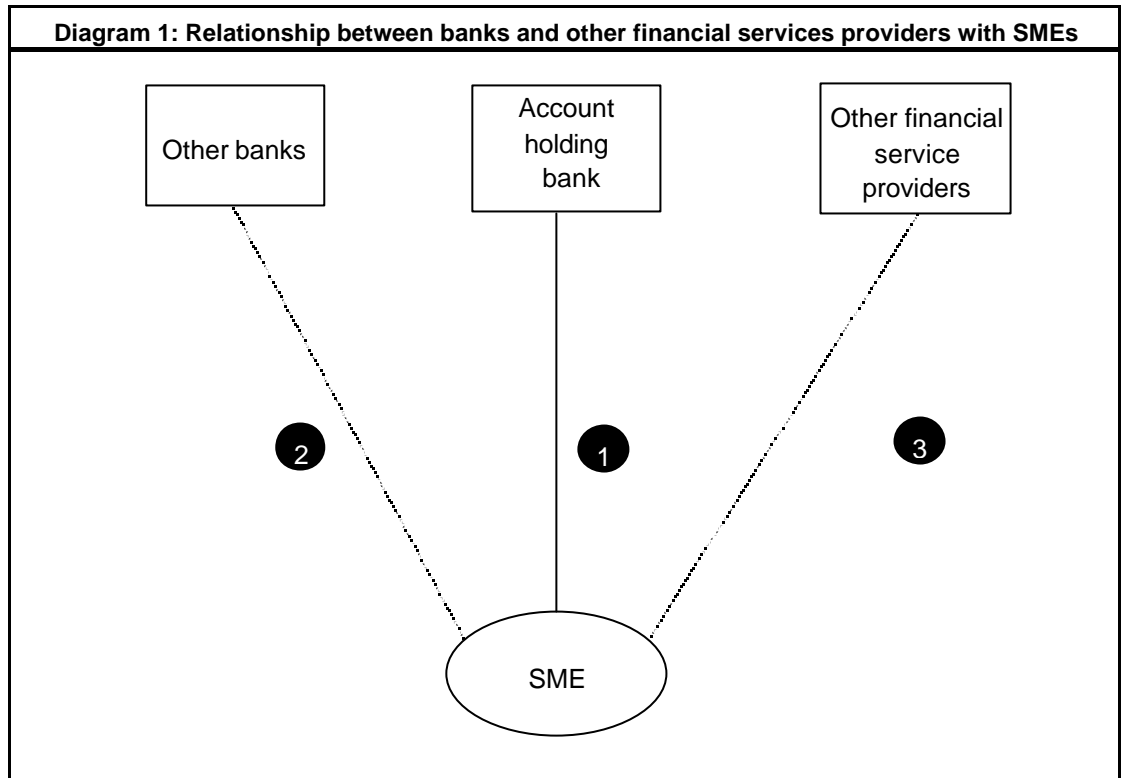 Diagram 1: Relationship between banks and other financial services providers with SMEs
Other banks
Account
holding
bank
Other financial
service
providers
2
1
3
SME